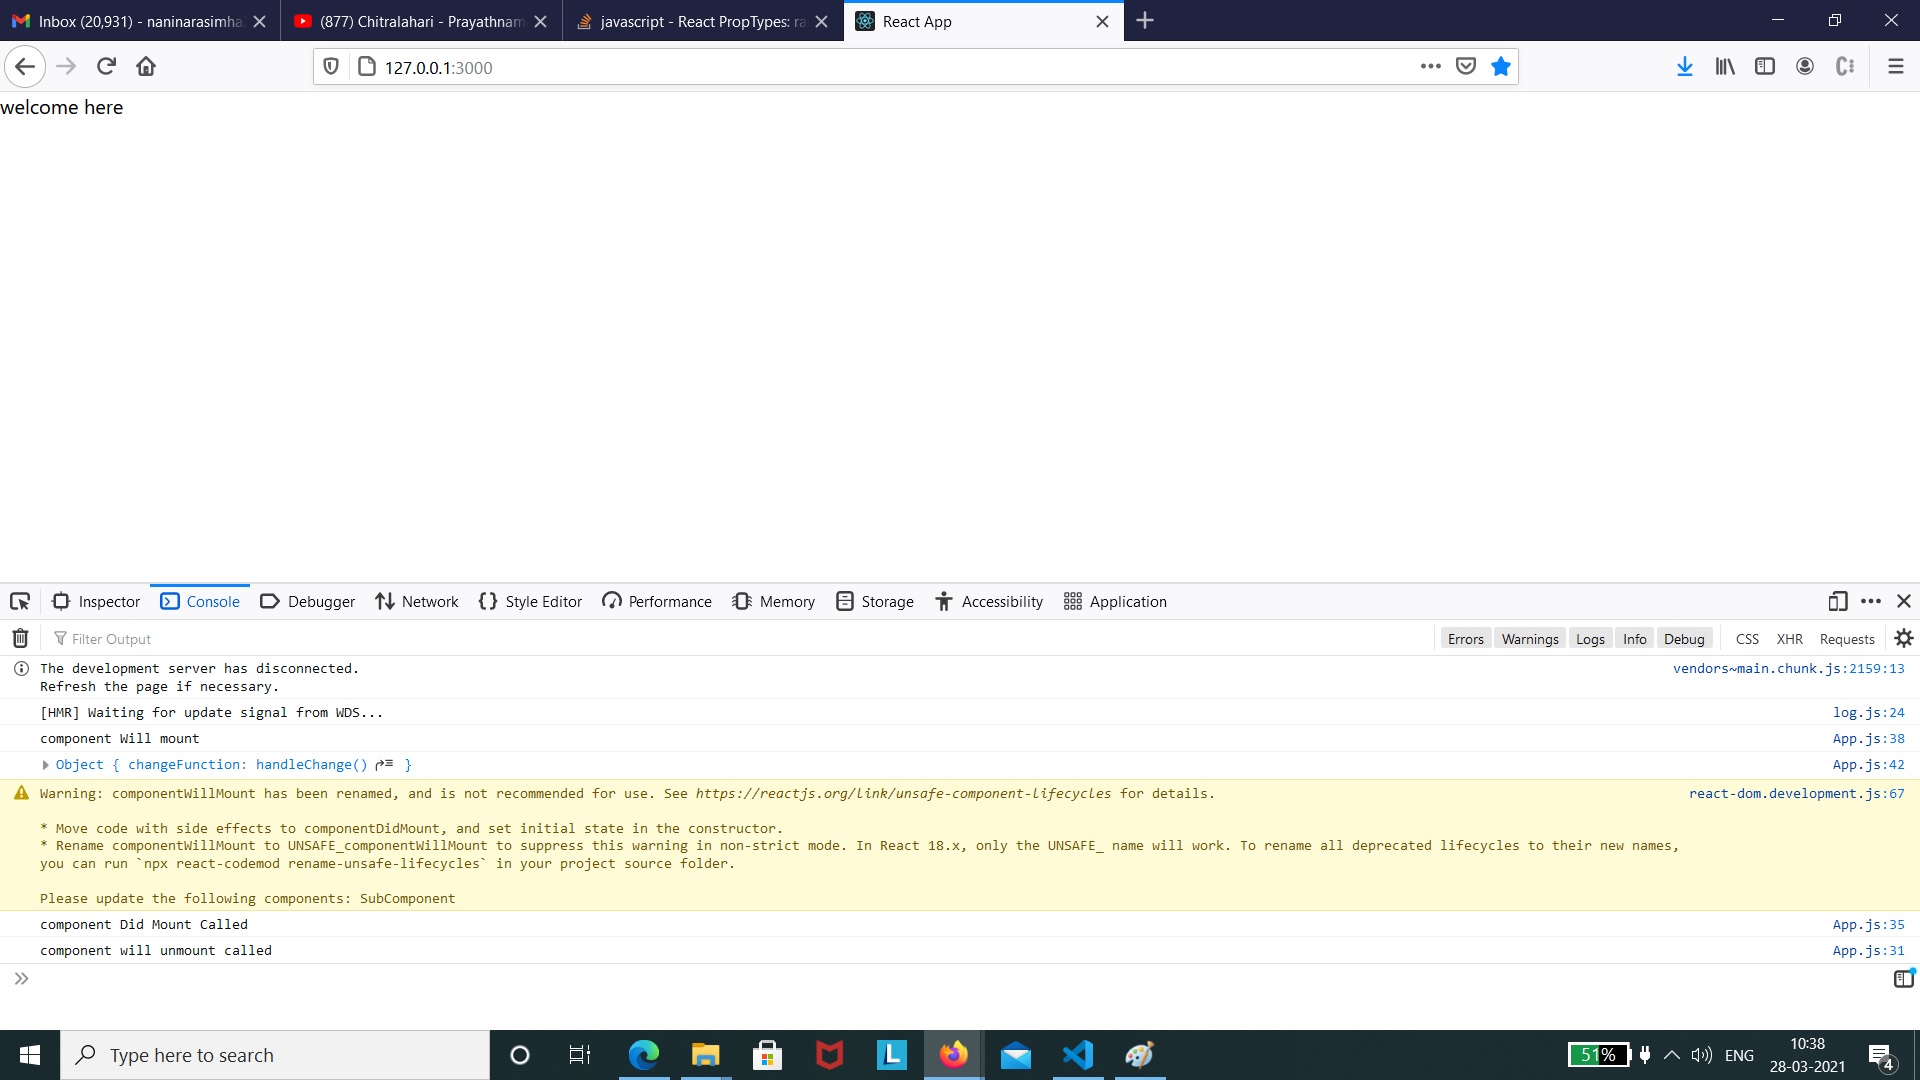 Inbox (20,931) - naninarasimha
(877) Chitralahari - Prayathnam
javascript - React PropTypes: ra
React App
127.0.0.1:3000
welcome here
Inspector
Console
Debugger
Network
Style Editor
Performance
Memory
Storage
Accessibility
Application
Filter Output
Errors
Warnings
Logs
Info
Debug
CSS
XHR
Requests
The development server has disconnected.
Refresh the page if necessary.
vendors~main.chunk.js:2159:13
[HMR] Waiting for update signal from WDS...
log.js:24
component Will mount
App.js:38
Object { changeFunction: handleChange() }
App.js:42
Warning: componentWillMount has been renamed, and is not recommended for use. See https://reactjs.org/link/unsafe-component-lifecycles for details.
react-dom.development.js:67
* Move code with side effects to componentDidMount, and set initial state in the constructor.
* Rename componentWillMount to UNSAFE_componentWillMount to suppress this warning in non-strict mode. In React 18.x, only the UNSAFE_ name will work. To rename all deprecated lifecycles to their new names,
you can run `npx react-codemod rename-unsafe-lifecycles` in your project source folder.
Please update the following components: SubComponent
component Did Mount Called
App.js:35
component will unmount called
App.js:31
Type here to search
L
51%
ENG
10:38
28-03-2021
4